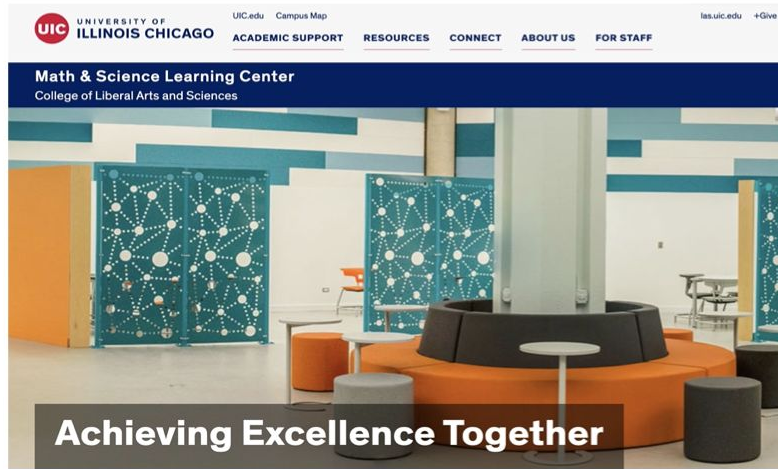 UIC
UNIVERSITY OF
ILLINOIS CHICAGO
UIC.edu Campus Map
las.uic.edu +Give
ACADEMIC SUPPORT RESOURCES CONNECT ABOUT US FOR STAFF
Math & Science Learning Center
College of Liberal Arts and Sciences
Achieving Excellence Together